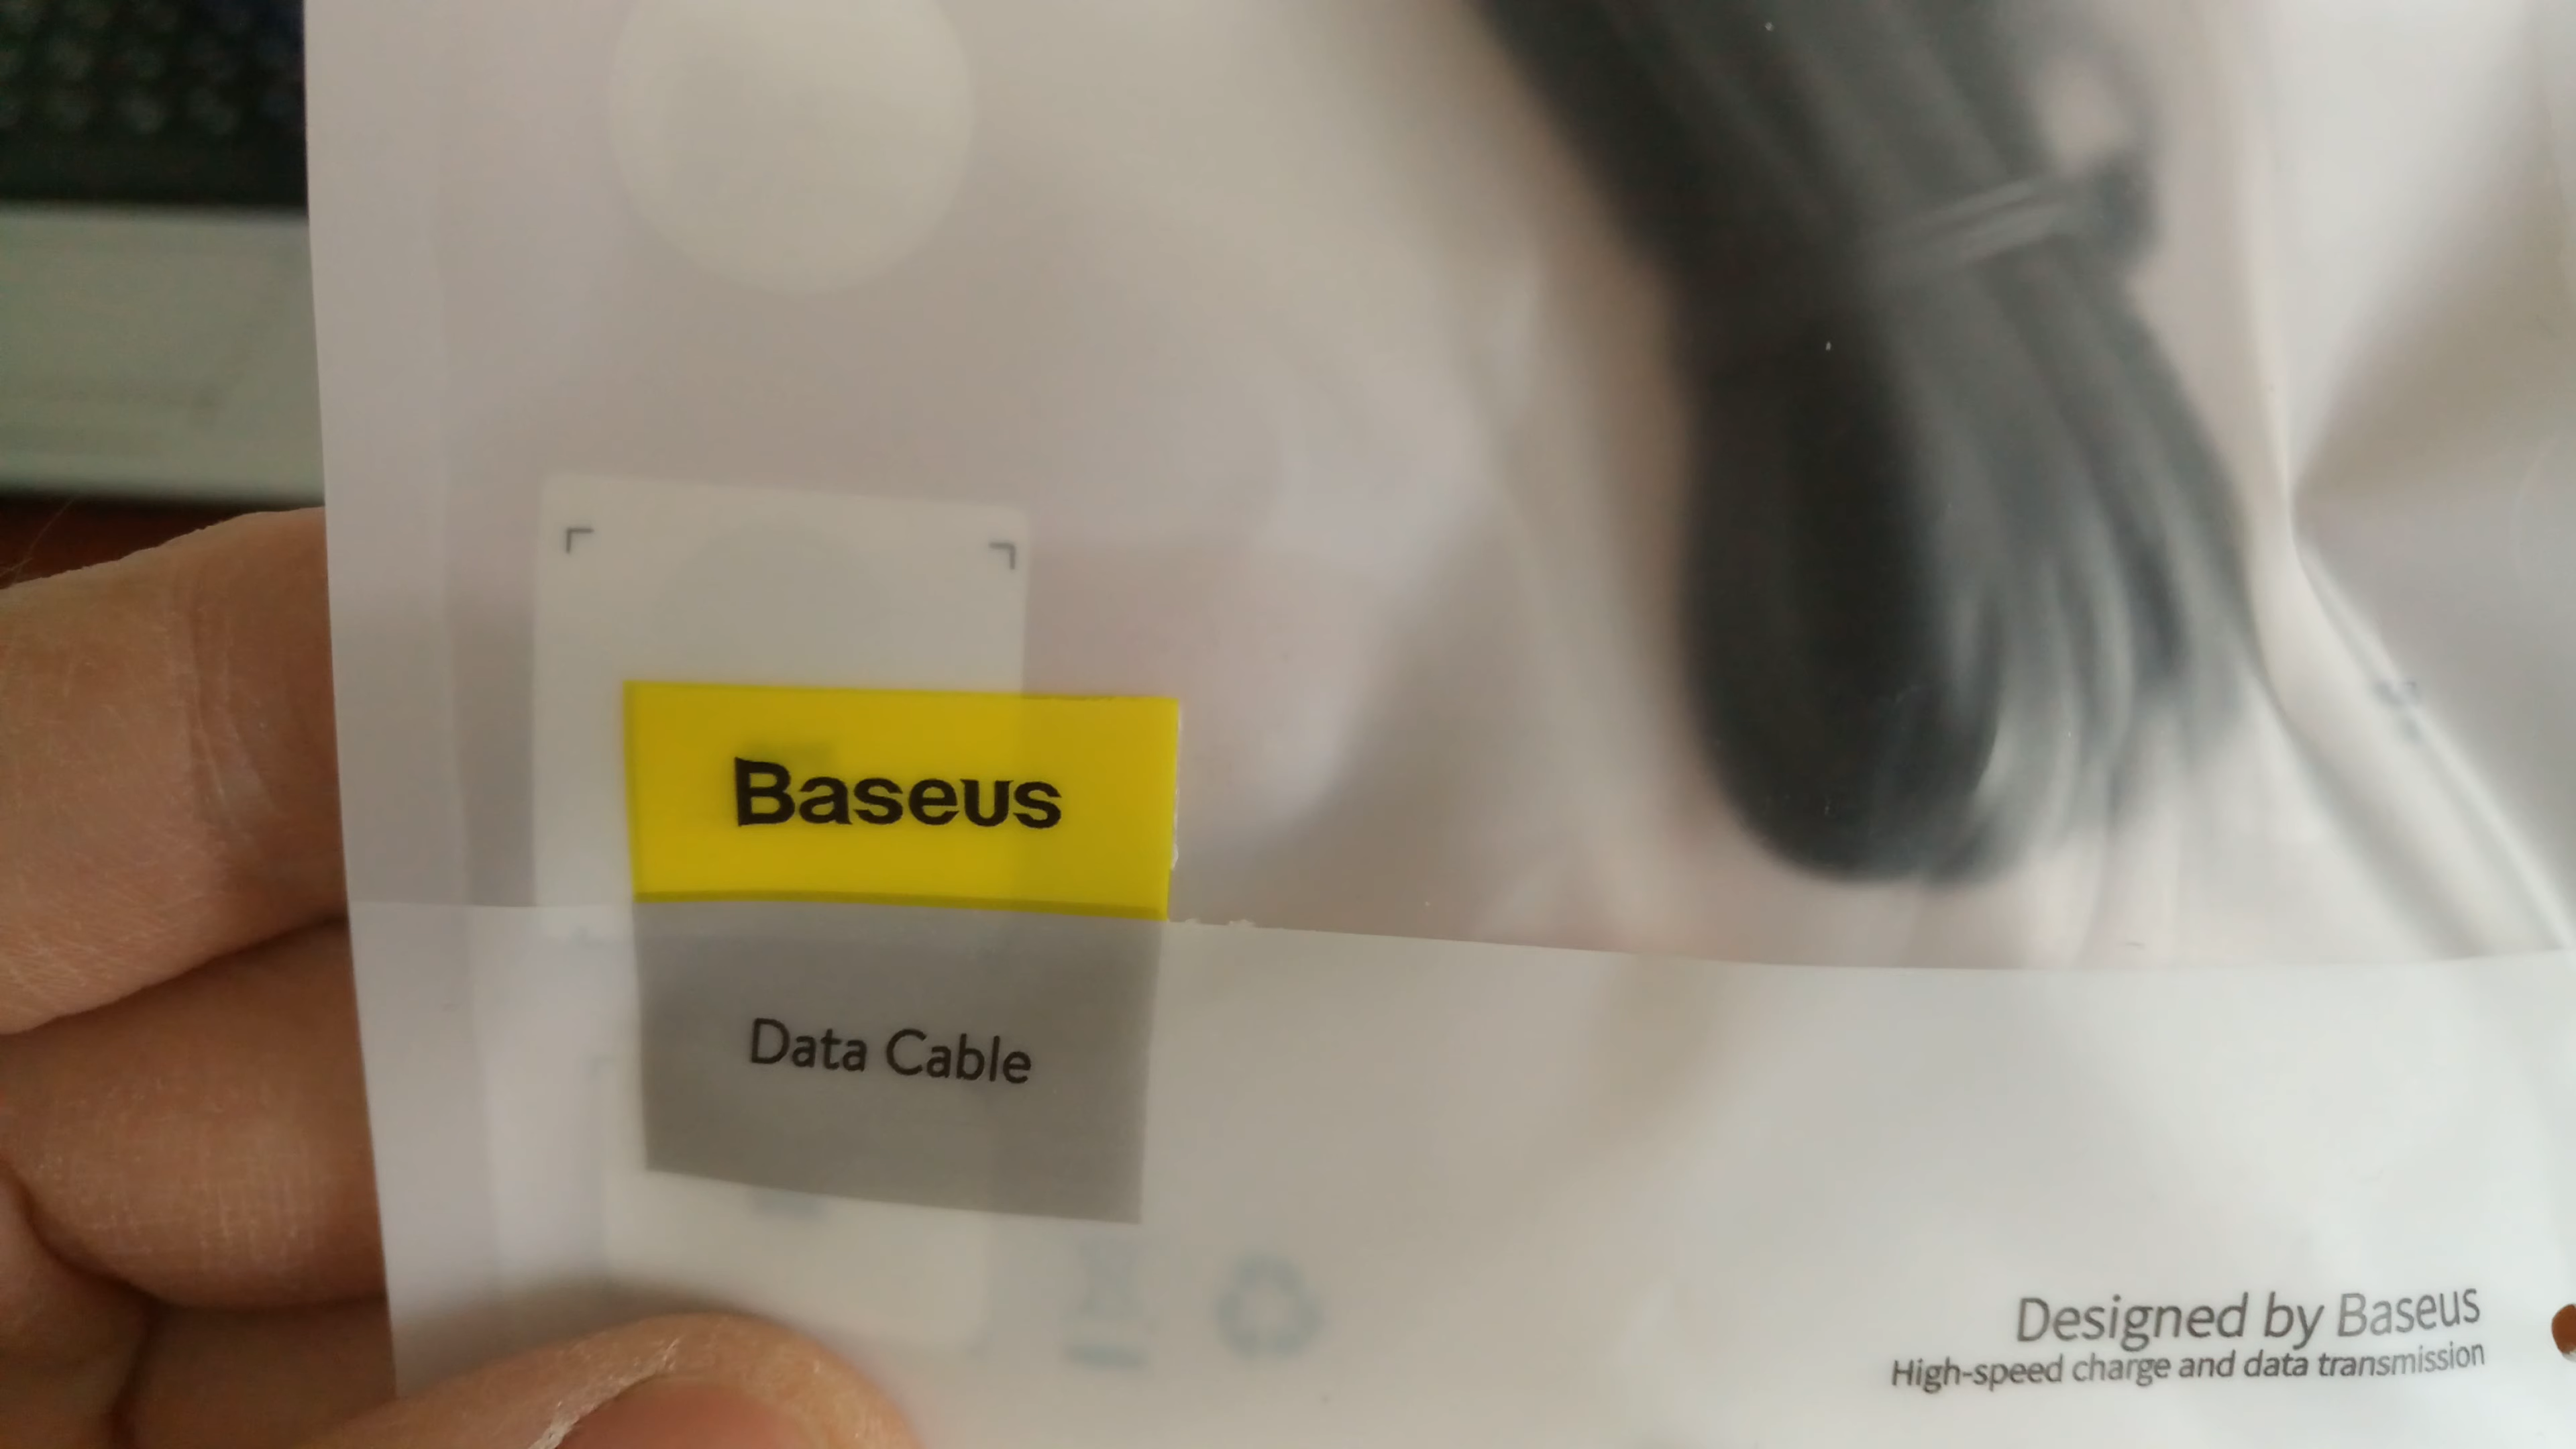 Baseus
Data Cable
Designed by Baseus
High-speed charge and data transmission